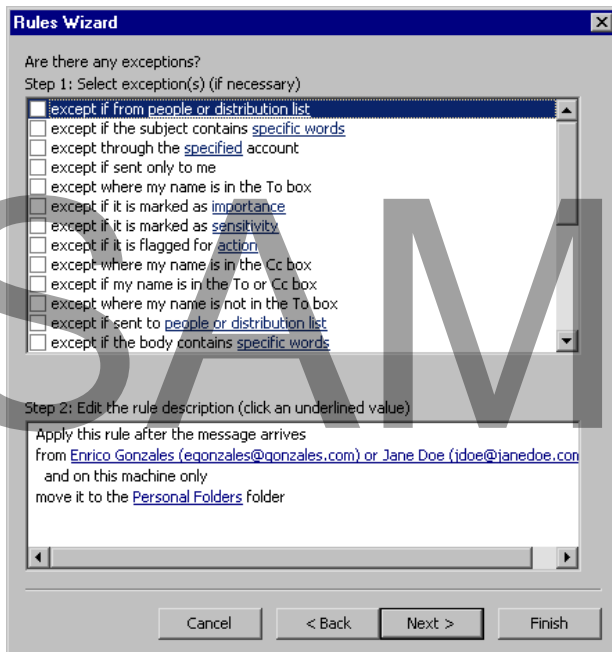 Rules Wizard
Are there any exceptions?
Step 1: Select exception(s) (if necessary)
except if from people or distribution list
except if the subject contains specific words
except through the specified account
except if sent only to me
except where my name is in the To box
except if it is marked as importance
except if it is marked as sensitivity
except if it is flagged for action
except where my name is in the Cc box
except if my name is in the To or Cc box
except where my name is not in the To box
except if sent to people or distribution list
except if the body contains specific words
SAM
Step 2: Edit the rule description (click an underlined value)
Apply this rule after the message arrives
from Enrico Gonzales (egonzales@gonzales.com) or Jane Doe (jdoe@janedoe.com
and on this machine only
move it to the Personal Folders folder
Cancel
< Back
Next >
Finish